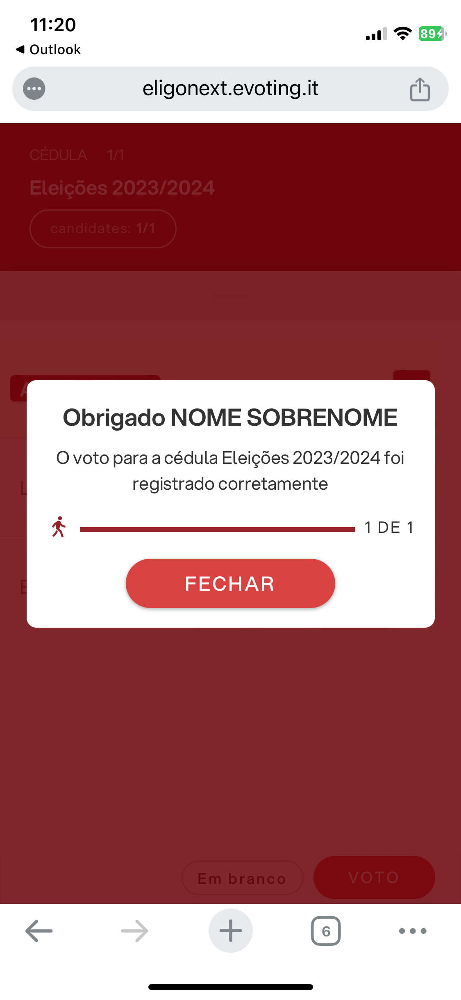 11:20
Outlook
89
eligonext.evoting.it
CÉDULA 1/1
Eleições 2023/2024
candidates: 1/1
Obrigado NOME SOBRENOME
O voto para a cédula Eleições 2023/2024 foi
registrado corretamente
1 DE 1
FECHAR
Em branco
VOTO
6